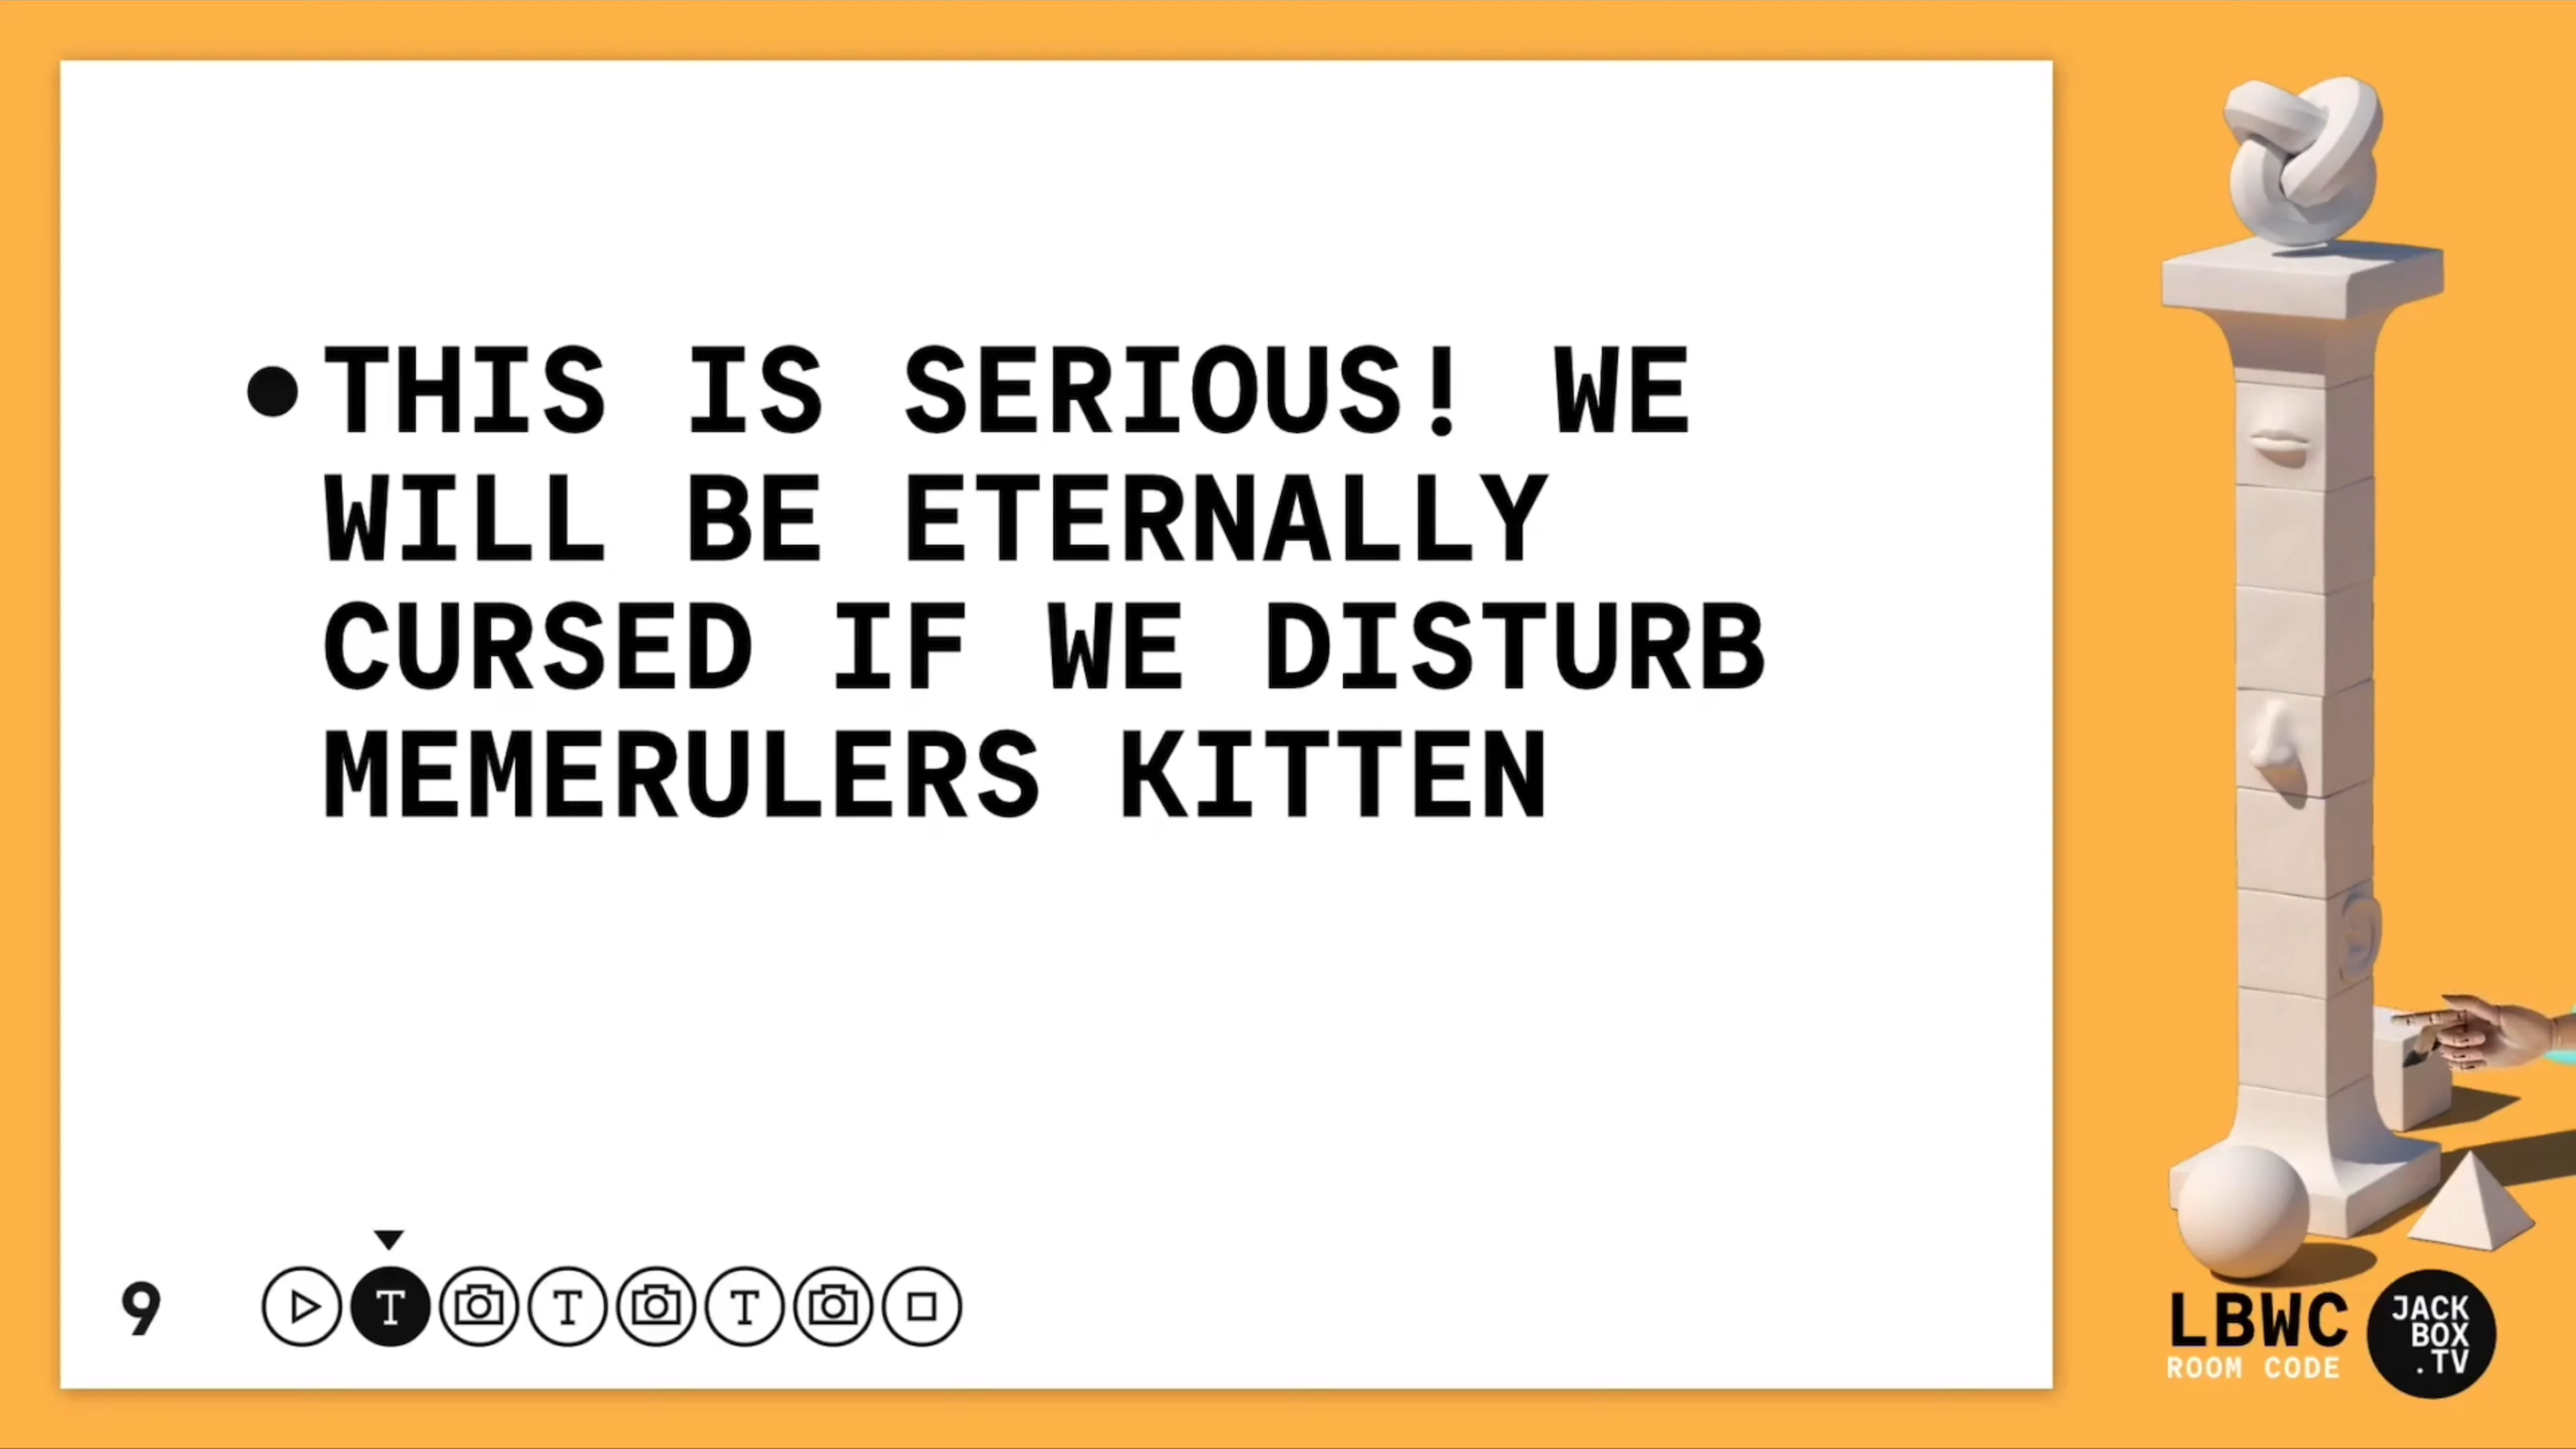 •THIS IS SERIOUS! WE
WILL BE ETERNALLY
CURSED IF WE DISTURB
MEMERULERS KITTEN
9
T
T
T
LBWC
ROOM CODE
JACK
BOX
.TV